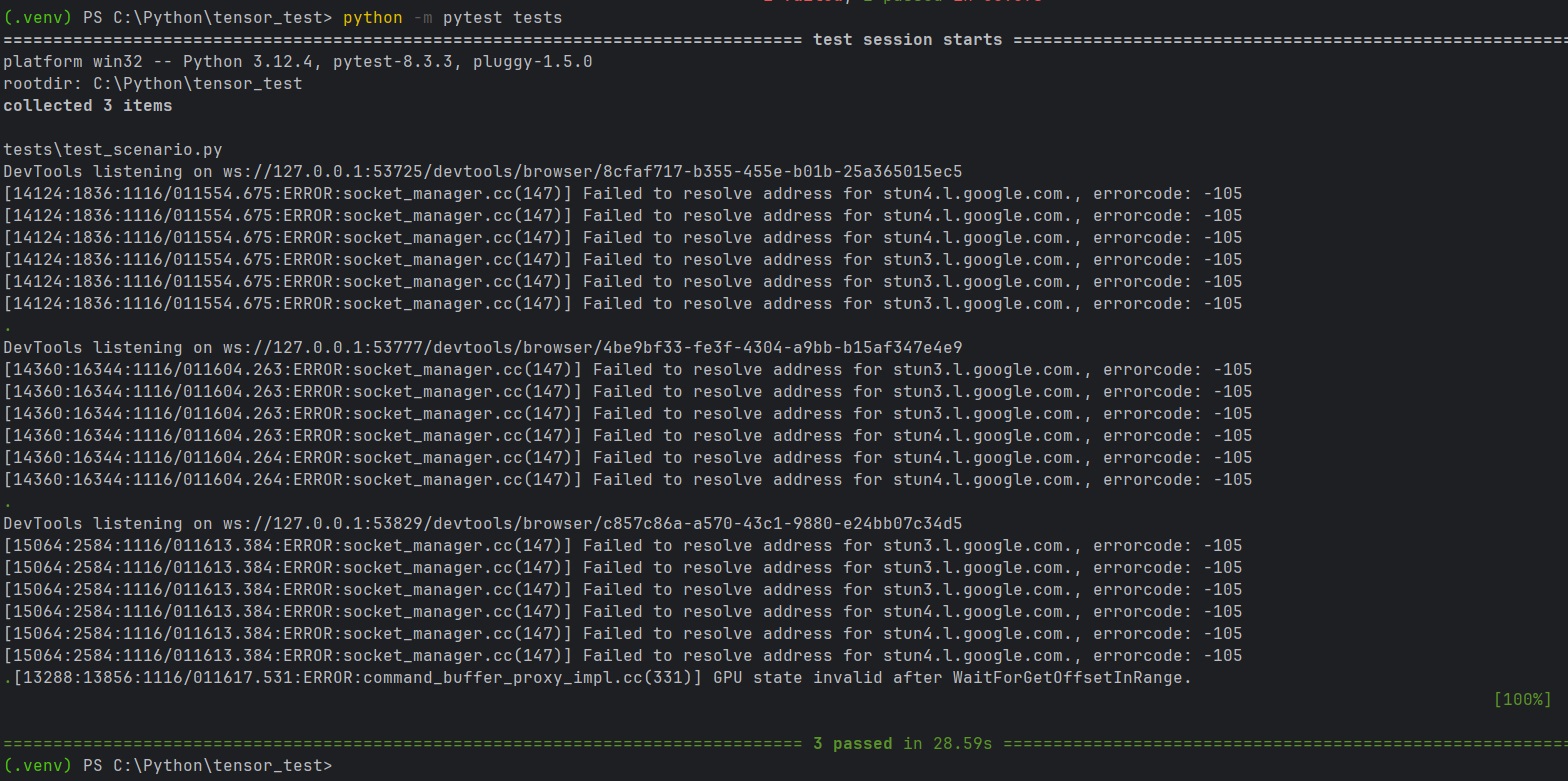 (.venv) PS C:\Python\tensor_test> python -m pytest tests
================================================================================ test session starts ========================================================
platform win32 -- Python 3.12.4, pytest-8.3.3, pluggy-1.5.0
rootdir: C:\Python\tensor_test
collected 3 items
tests\test_scenario.py
DevTools listening on ws://127.0.0.1:53725/devtools/browser/8cfaf717-b355-455e-b01b-25a365015ec5
[14124:1836:1116/011554.675:ERROR:socket_manager.cc(147)] Failed to resolve address for stun4.l.google.com., errorcode: -105
[14124:1836:1116/011554.675:ERROR:socket_manager.cc(147)] Failed to resolve address for stun4.l.google.com., errorcode: -105
[14124:1836:1116/011554.675:ERROR:socket_manager.cc(147)] Failed to resolve address for stun4.l.google.com., errorcode: -105
[14124:1836:1116/011554.675:ERROR:socket_manager.cc(147)] Failed to resolve address for stun3.l.google.com., errorcode: -105
[14124:1836:1116/011554.675:ERROR:socket_manager.cc(147)] Failed to resolve address for stun3.l.google.com., errorcode: -105
[14124:1836:1116/011554.675:ERROR:socket_manager.cc(147)] Failed to resolve address for stun3.l.google.com., errorcode: -105
.
DevTools listening on ws://127.0.0.1:53777/devtools/browser/4be9bf33-fe3f-4304-a9bb-b15af347e4e9
[14360:16344:1116/011604.263:ERROR:socket_manager.cc(147)] Failed to resolve address for stun3.l.google.com., errorcode: -105
[14360:16344:1116/011604.263:ERROR:socket_manager.cc(147)] Failed to resolve address for stun3.l.google.com., errorcode: -105
[14360:16344:1116/011604.263:ERROR:socket_manager.cc(147)] Failed to resolve address for stun3.l.google.com., errorcode: -105
[14360:16344:1116/011604.263:ERROR:socket_manager.cc(147)] Failed to resolve address for stun4.l.google.com., errorcode: -105
[14360:16344:1116/011604.264:ERROR:socket_manager.cc(147)] Failed to resolve address for stun4.l.google.com., errorcode: -105
[14360:16344:1116/011604.264:ERROR:socket_manager.cc(147)] Failed to resolve address for stun4.l.google.com., errorcode: -105
.
DevTools listening on ws://127.0.0.1:53829/devtools/browser/c857c86a-a570-43c1-9880-e24bb07c34d5
[15064:2584:1116/011613.384:ERROR:socket_manager.cc(147)] Failed to resolve address for stun3.l.google.com., errorcode: -105
[15064:2584:1116/011613.384:ERROR:socket_manager.cc(147)] Failed to resolve address for stun3.l.google.com., errorcode: -105
[15064:2584:1116/011613.384:ERROR:socket_manager.cc(147)] Failed to resolve address for stun3.l.google.com., errorcode: -105
[15064:2584:1116/011613.384:ERROR:socket_manager.cc(147)] Failed to resolve address for stun4.l.google.com., errorcode: -105
[15064:2584:1116/011613.384:ERROR:socket_manager.cc(147)] Failed to resolve address for stun4.l.google.com., errorcode: -105
[15064:2584:1116/011613.384:ERROR:socket_manager.cc(147)] Failed to resolve address for stun4.l.google.com., errorcode: -105
.[13288:13856:1116/011617.531:ERROR:command_buffer_proxy_impl.cc(331)] GPU state invalid after WaitForGetOffsetInRange.
[100%]
================================================================================ 3 passed in 28.59s =========================================================
(.venv) PS C:\Python\tensor_test>